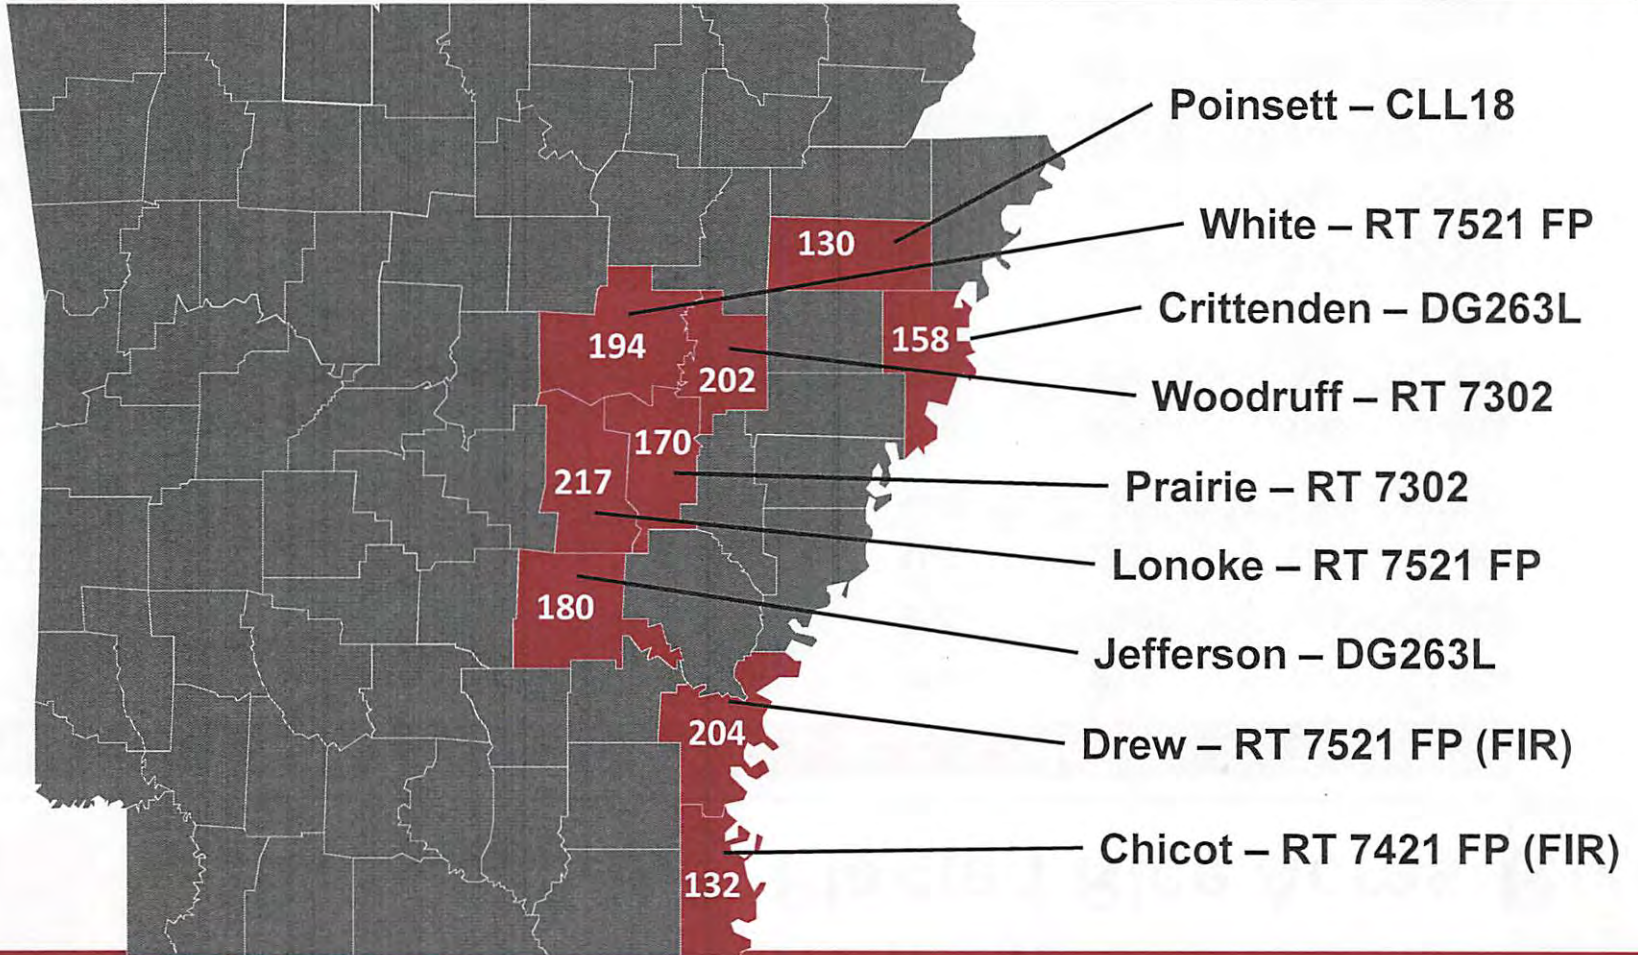 Poinsett – CLL18
130
White – RT 7521 FP
194
Crittenden – DG263L
158
Woodruff – RT 7302
202
Prairie – RT 7302
170
Lonoke – RT 7521 FP
217
Jefferson – DG263L
180
Drew – RT 7521 FP (FIR)
204
Chicot – RT 7421 FP (FIR)
132